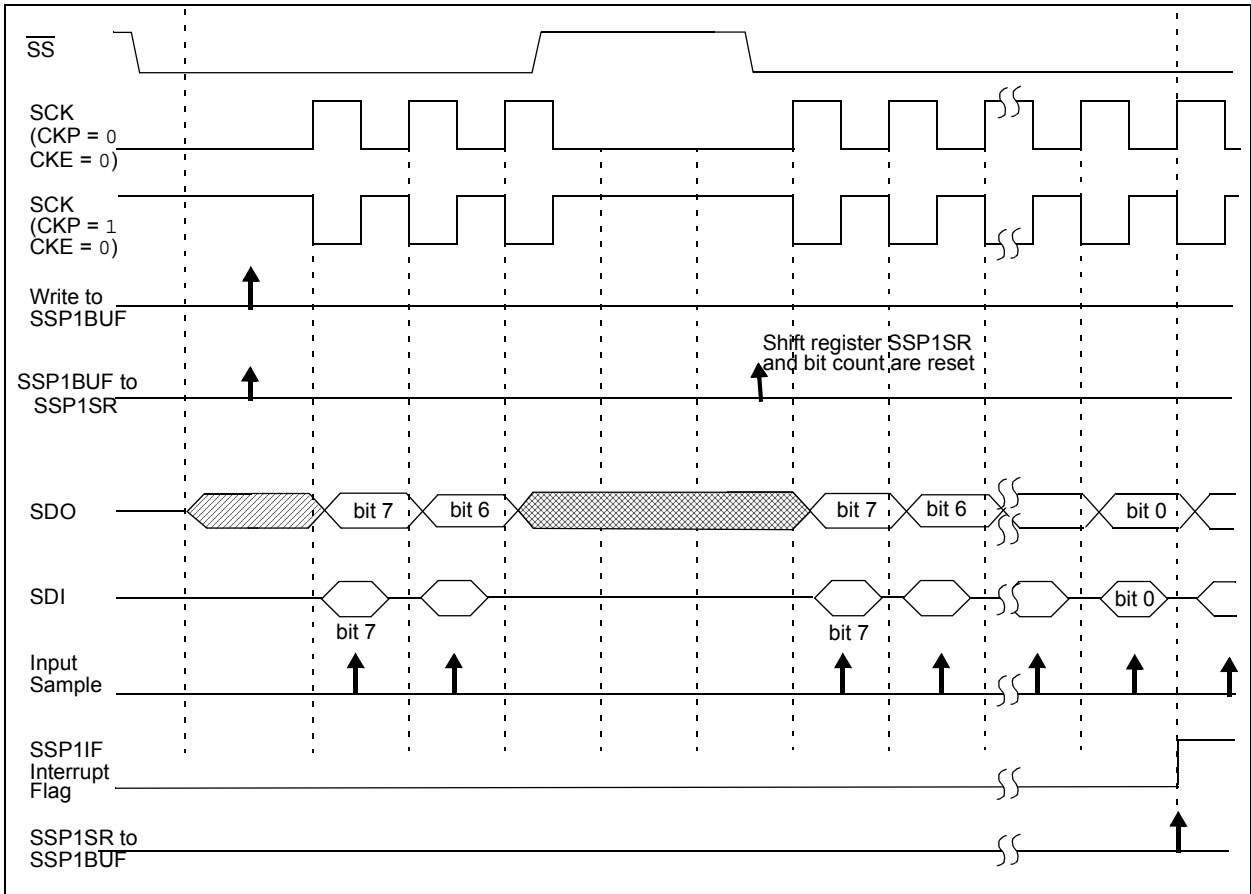 SS
SCK
(CKP = 0
CKE = 0)
SCK
(CKP = 1
CKE = 0)
Write to
SSP1BUF
Shift register SSP1SR
and bit count are reset
SSP1BUF to
SSP1SR
SDO
bit 7
bit 6
bit 7
bit 6
bit 0
SDI
bit 0
bit 7
bit 7
Input
Sample
SSP1IF
Interrupt
Flag
SSP1SR to
SSP1BUF